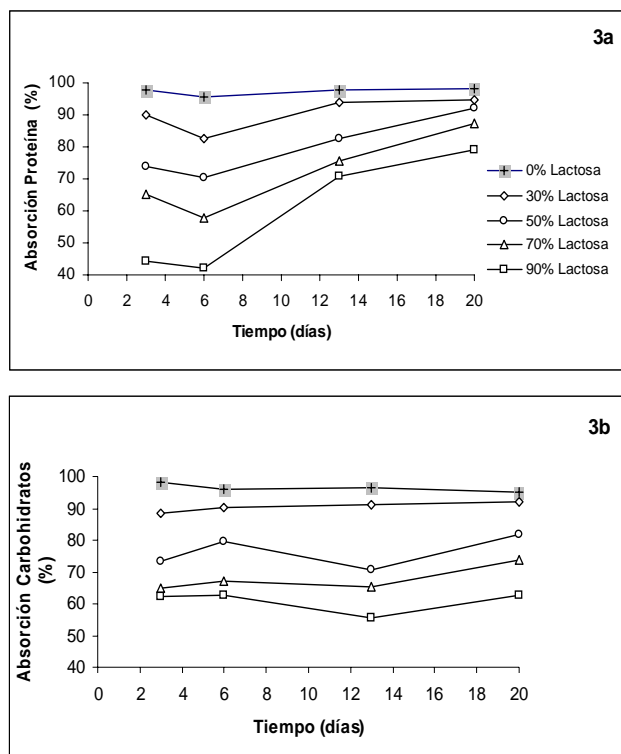 3a
Absorción Proteína (%)
100
90
80
70
60
50
40
0 2 4 6 8 10 12 14 16 18 20
Tiempo (días)
0% Lactosa
30% Lactosa
50% Lactosa
70% Lactosa
90% Lactosa
3b
Absorción Carbohidratos
(%)
100
90
80
70
60
50
40
0 2 4 6 8 10 12 14 16 18 20
Tiempo (días)